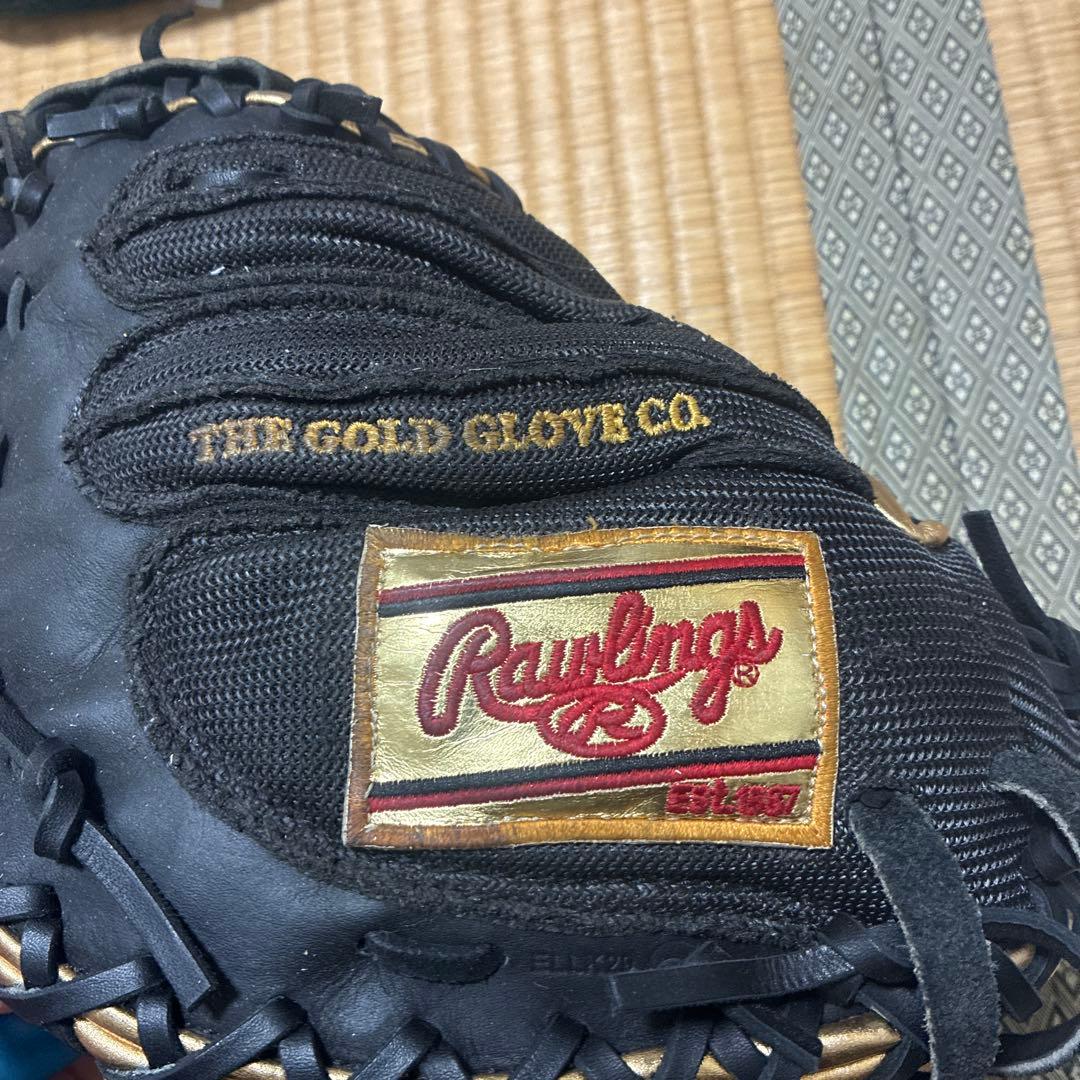 THE GOLD GLOVE CO.
Rawlings®
R
EST. 1887